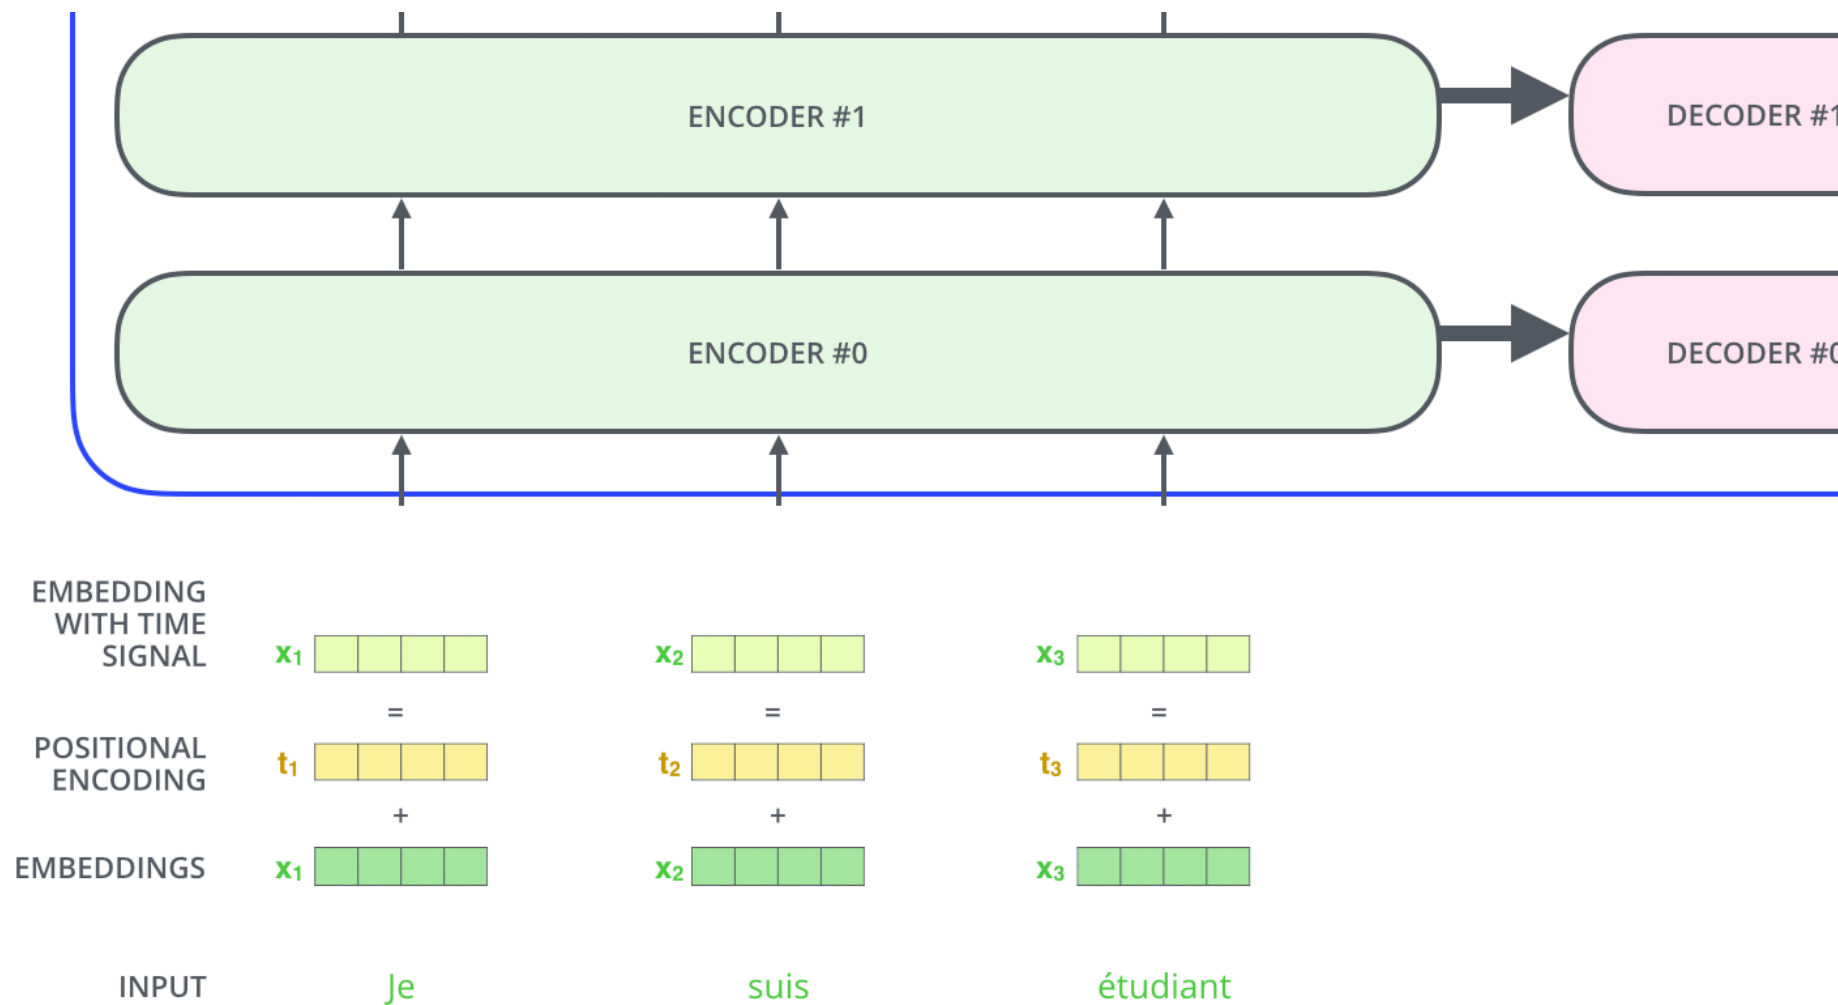 ENCODER #1
DECODER #1
ENCODER #0
DECODER #0
EMBEDDING
WITH TIME
SIGNAL
x1
x2
x3
= = =
POSITIONAL
ENCODING
t1
t2
t3
+ + +
EMBEDDINGS
x1
x2
x3
INPUT
Je
suis
étudiant